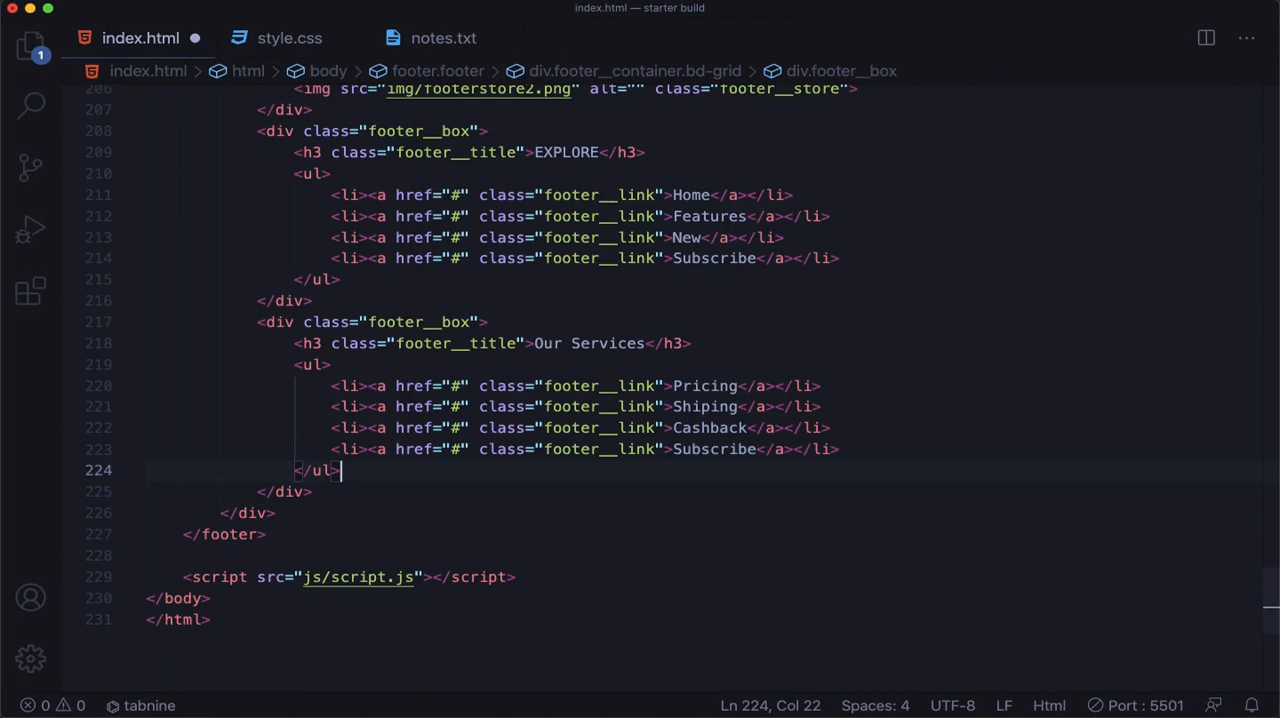 index.html — starter build
index.html style.css notes.txt
1
index.html > html > body > footer.footer > div.footer__container.bd-grid > div.footer__box
206 <img src="img/footerstore2.png" alt="" class="footer__store">
207 </div>
208 <div class="footer__box">
209 <h3 class="footer__title">EXPLORE</h3>
210 <ul>
211 <li><a href="#" class="footer__link">Home</a></li>
212 <li><a href="#" class="footer__link">Features</a></li>
213 <li><a href="#" class="footer__link">New</a></li>
214 <li><a href="#" class="footer__link">Subscribe</a></li>
215 </ul>
216 </div>
217 <div class="footer__box">
218 <h3 class="footer__title">Our Services</h3>
219 <ul>
220 <li><a href="#" class="footer__link">Pricing</a></li>
221 <li><a href="#" class="footer__link">Shiping</a></li>
222 <li><a href="#" class="footer__link">Cashback</a></li>
223 <li><a href="#" class="footer__link">Subscribe</a></li>
224 </ul>
225 </div>
226 </div>
227 </footer>
228
229 <script src="js/script.js"></script>
230 </body>
231 </html>
0 0 tabnine Ln 224, Col 22 Spaces: 4 UTF-8 LF Html Port : 5501